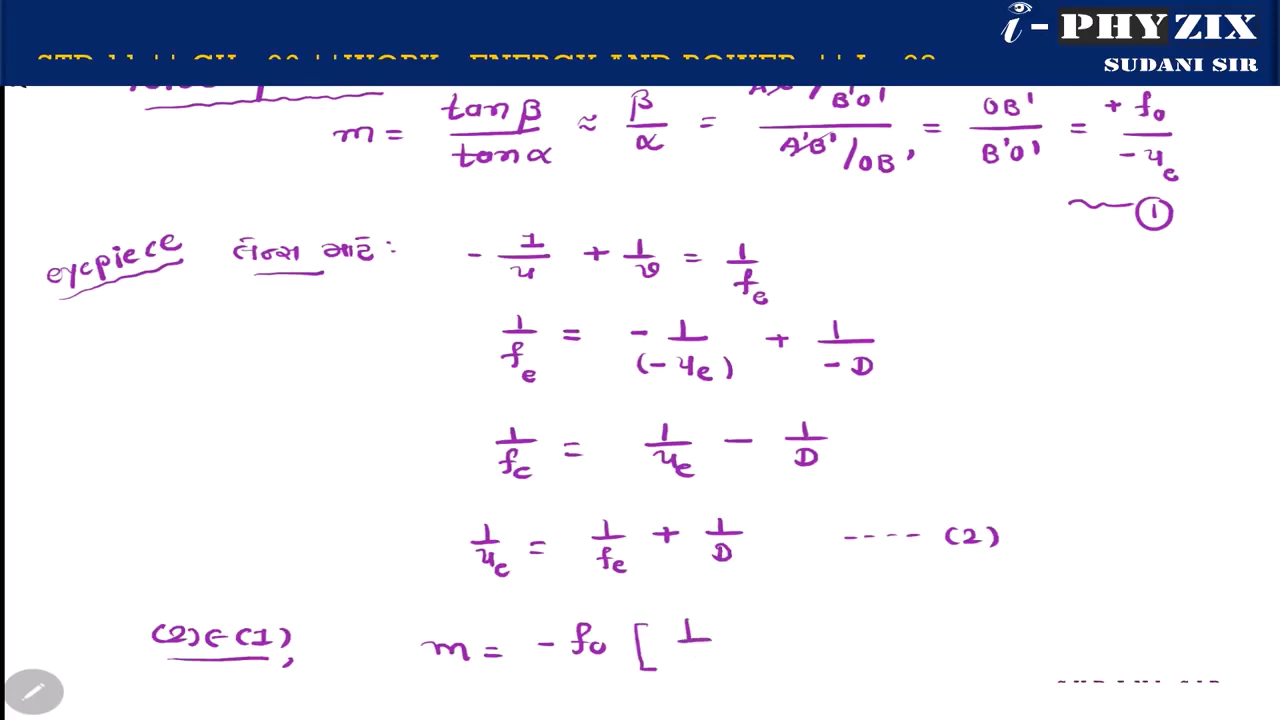 i-PHYZIX
SUDANI SIR
m = tanβ / tanα ≈ β / α = /B'O' / A'B'/OB, = OB' / B'O' = + f₀ / - uₑ
~ ①
eyepiece લેન્સ માટે : - 1/u + 1/v = 1/fₑ
1/fₑ = - 1/(-uₑ) + 1/-D
1/fₑ = 1/uₑ - 1/D
1/uₑ = 1/fₑ + 1/D ---- (2)
(2)∈(1), m = - f₀ [ 1